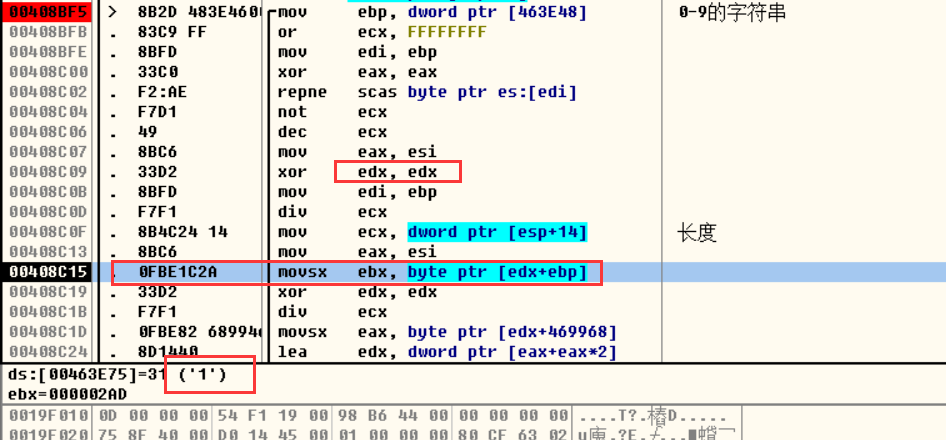 00408BF5 > 8B2D 483E460 mov ebp, dword ptr [463E48] 0-9的字符串
00408BFB . 83C9 FF or ecx, FFFFFFFF
00408BFE . 8BFD mov edi, ebp
00408C00 . 33C0 xor eax, eax
00408C02 . F2:AE repne scas byte ptr es:[edi]
00408C04 . F7D1 not ecx
00408C06 . 49 dec ecx
00408C07 . 8BC6 mov eax, esi
00408C09 . 33D2 xor edx, edx
00408C0B . 8BFD mov edi, ebp
00408C0D . F7F1 div ecx
00408C0F . 8B4C24 14 mov ecx, dword ptr [esp+14] 长度
00408C13 . 8BC6 mov eax, esi
00408C15 . 0FBE1C2A movsx ebx, byte ptr [edx+ebp]
00408C19 . 33D2 xor edx, edx
00408C1B . F7F1 div ecx
00408C1D . 0FBE82 689946 movsx eax, byte ptr [edx+469968]
00408C24 . 8D1440 lea edx, dword ptr [eax+eax*2]
ds:[00463E75]=31 ('1')
ebx=000002AD
0019F010 0D 00 00 00 54 F1 19 00 98 B6 44 00 00 00 00 00
0019F020 75 8F 40 00 D0 14 45 00 01 00 00 00 80 CF 63 02